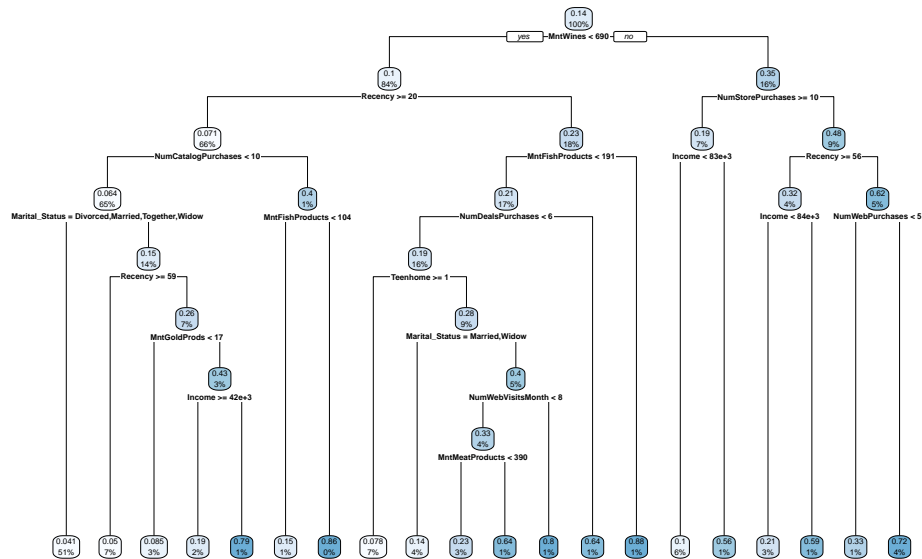 0.14
100%
yes MntWines < 690 no
0.1
84%
Recency >= 20
0.35
16%
NumStorePurchases >= 10
0.071
66%
NumCatalogPurchases < 10
0.23
18%
MntFishProducts < 191
0.19
7%
Income < 83e+3
0.48
9%
Recency >= 56
0.064
65%
Marital_Status = Divorced,Married,Together,Widow
0.4
1%
MntFishProducts < 104
0.21
17%
NumDealsPurchases < 6
0.32
4%
Income < 84e+3
0.62
5%
NumWebPurchases < 5
0.15
14%
Recency >= 59
0.19
16%
Teenhome >= 1
0.26
7%
MntGoldProds < 17
0.28
9%
Marital_Status = Married,Widow
0.43
3%
Income >= 42e+3
0.4
5%
NumWebVisitsMonth < 8
0.33
4%
MntMeatProducts < 390
0.041 0.05 0.085 0.19 0.79 0.15 0.86 0.078 0.14 0.23 0.64 0.8 0.64 0.88 0.1 0.56 0.21 0.59 0.33 0.72
51% 7% 3% 2% 1% 1% 0% 7% 4% 3% 1% 1% 1% 1% 6% 1% 3% 1% 1% 4%